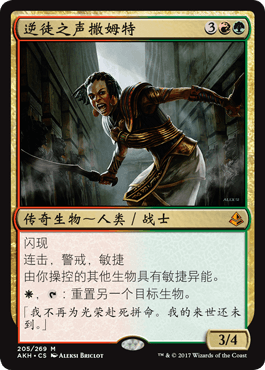 逆徒之声撒姆特 3
传奇生物～人类／战士
闪现
连击，警戒，敏捷
由你操控的其他生物具有敏捷异能。
，：重置另一个目标生物。
「我不再为光荣赴死拼命。我的来世还未
到。」
3/4
205/269 M
AKH • CS ALEKSI BRICLOT
™ & © 2017 Wizards of the Coast